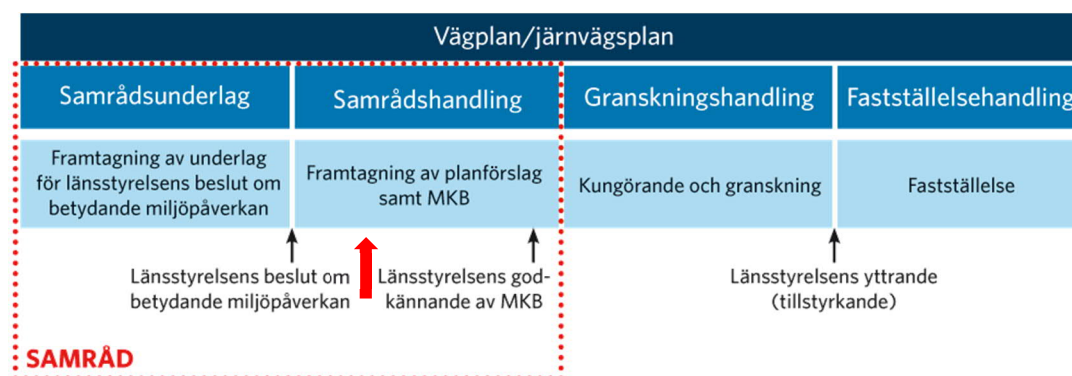 Vägplan/järnvägsplan
Samrådsunderlag
Samrådshandling
Granskningshandling
Fastställelsehandling
Framtagning av underlag
för länsstyrelsens beslut om
betydande miljöpåverkan
Framtagning av planförslag
samt MKB
Kungörande och granskning
Fastställelse
Länsstyrelsens beslut om
betydande miljöpåverkan
Länsstyrelsens god-
kännande av MKB
Länsstyrelsens yttrande
(tillstyrkande)
SAMRÅD